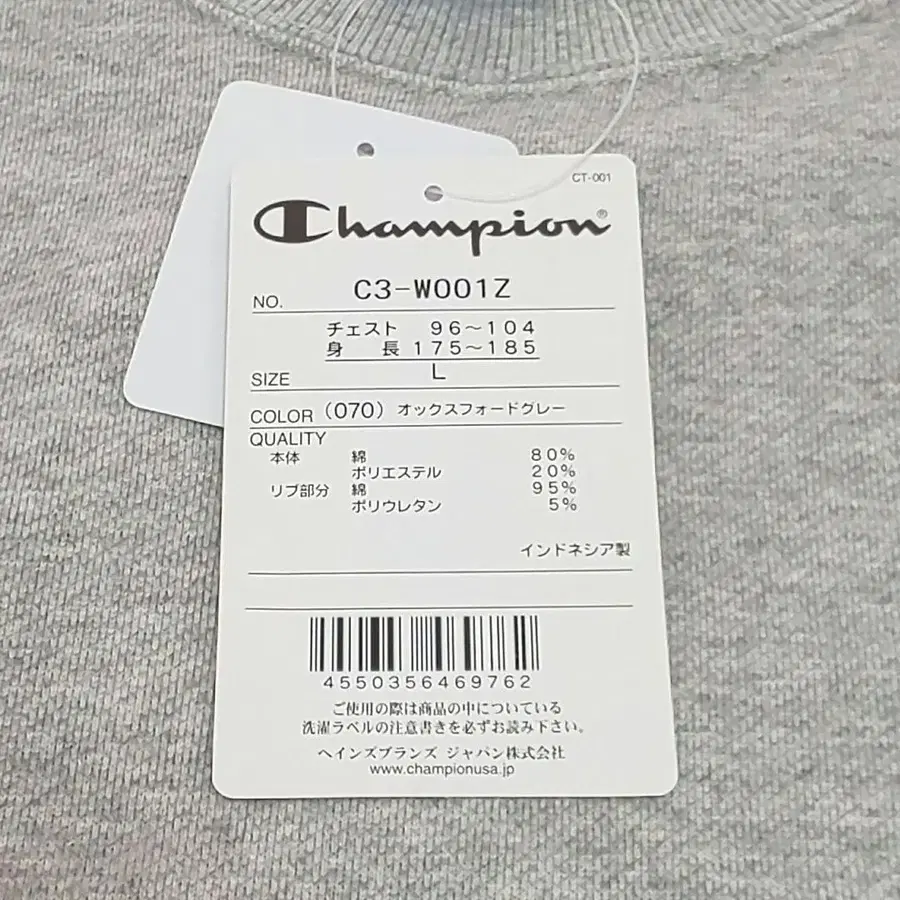 CT-001
Champion®
NO. C3-W001Z
チェスト 96～104
身長 175～185
SIZE L
COLOR (070) オックスフォードグレー
QUALITY
本体 綿 80%
ポリエステル 20%
リブ部分 綿 95%
ポリウレタン 5%
インドネシア製
4550356469762
ご使用の際は商品の中についている
洗濯ラベルの注意書きを必ずお読み下さい。
ヘインズブランズ ジャパン株式会社
www.championusa.jp